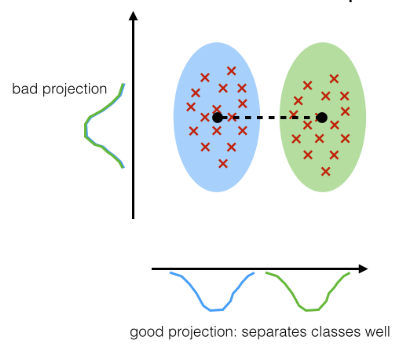 bad projection
good projection: separates classes well